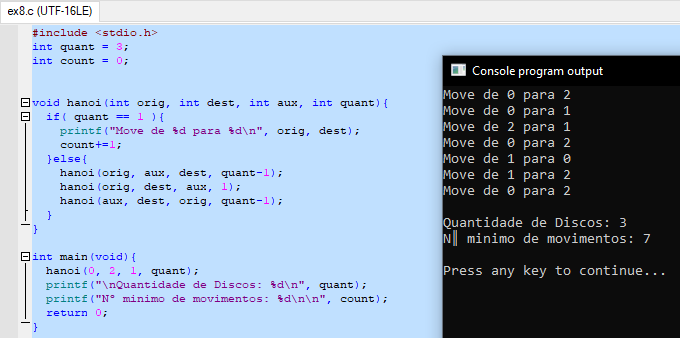 ex8.c (UTF-16LE)
#include <stdio.h>
int quant = 3;
int count = 0;
void hanoi(int orig, int dest, int aux, int quant){
if( quant == 1 ){
printf("Move de %d para %d\n", orig, dest);
count+=1;
}else{
hanoi(orig, aux, dest, quant-1);
hanoi(orig, dest, aux, 1);
hanoi(aux, dest, orig, quant-1);
}
}
int main(void){
hanoi(0, 2, 1, quant);
printf("\nQuantidade de Discos: %d\n", quant);
printf("N° minimo de movimentos: %d\n\n", count);
return 0;
}
Console program output
Move de 0 para 2
Move de 0 para 1
Move de 2 para 1
Move de 0 para 2
Move de 1 para 0
Move de 1 para 2
Move de 0 para 2
Quantidade de Discos: 3
N║ minimo de movimentos: 7
Press any key to continue...